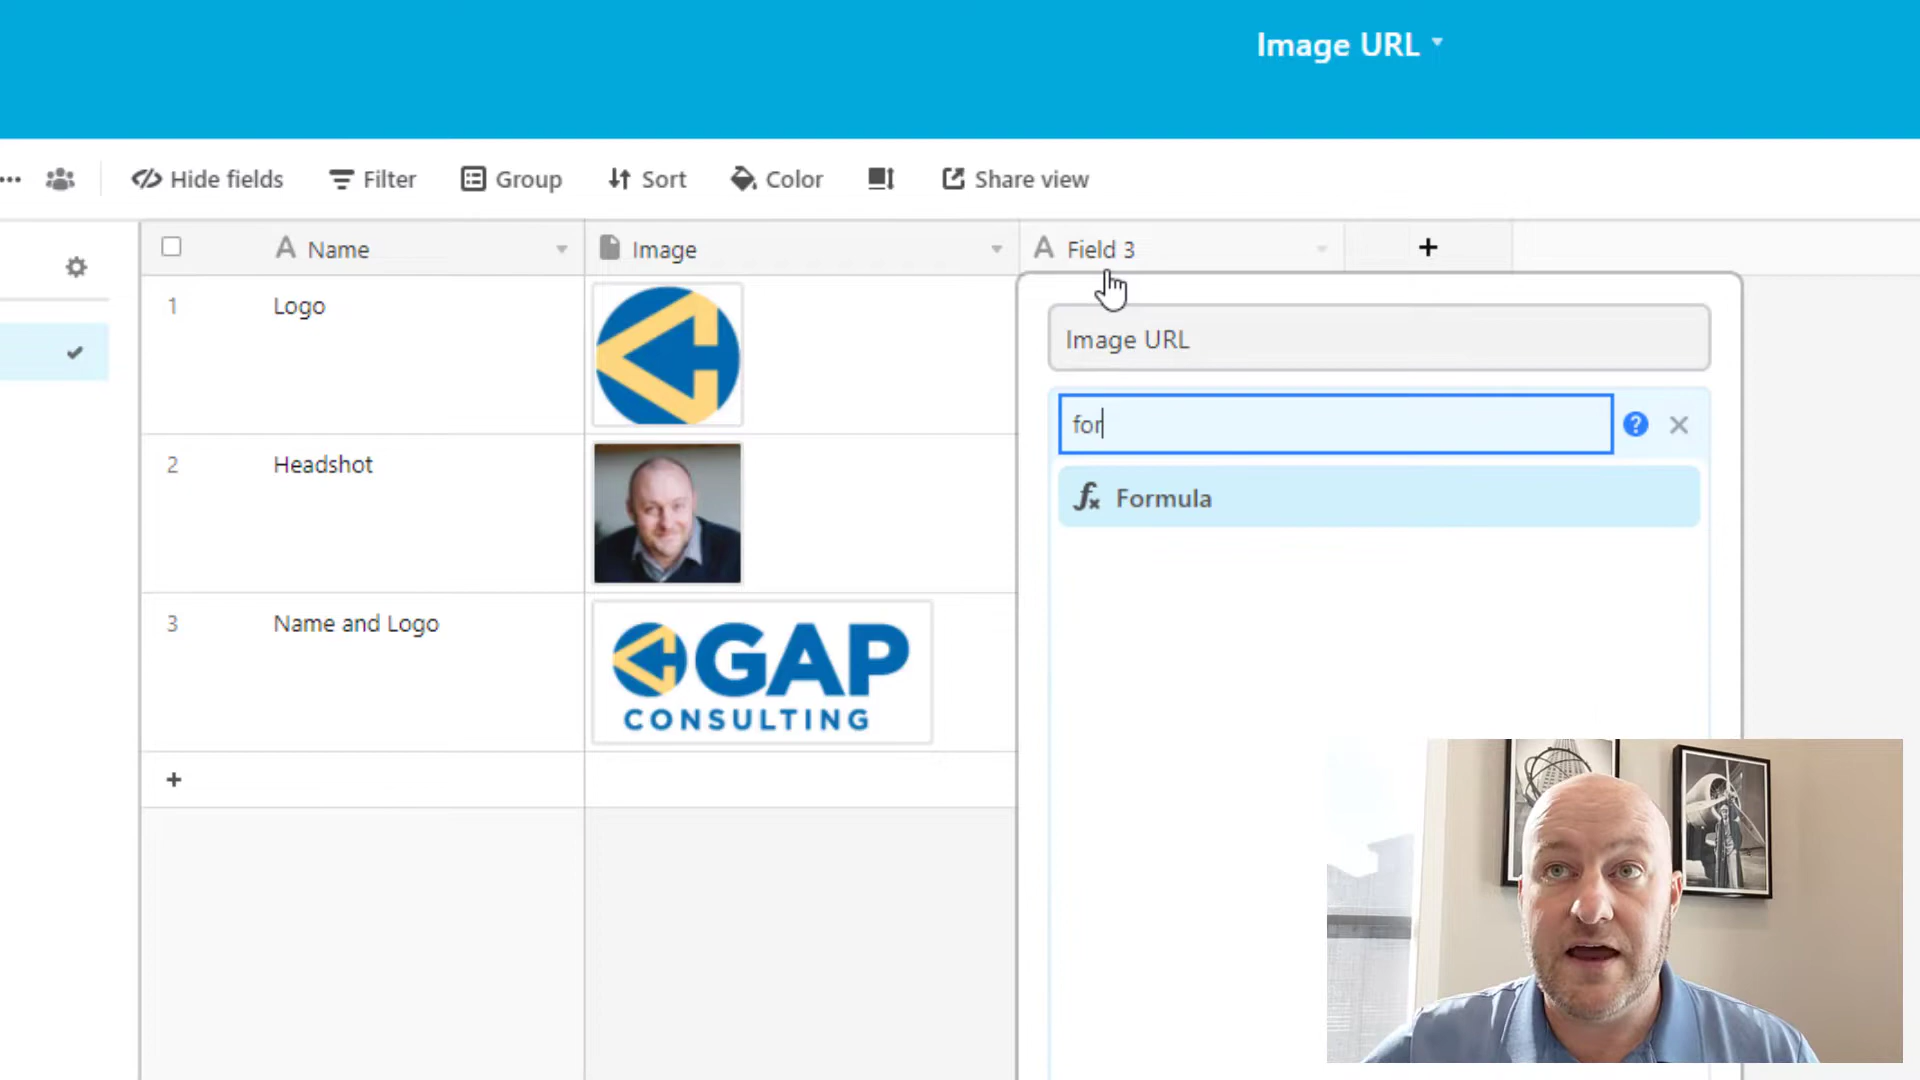 Image URL
Hide fields
Filter
Group
Sort
Color
Share view
Name
Image
Field 3
1
Logo
Image URL
for
Formula
2
Headshot
3
Name and Logo
GAP
CONSULTING